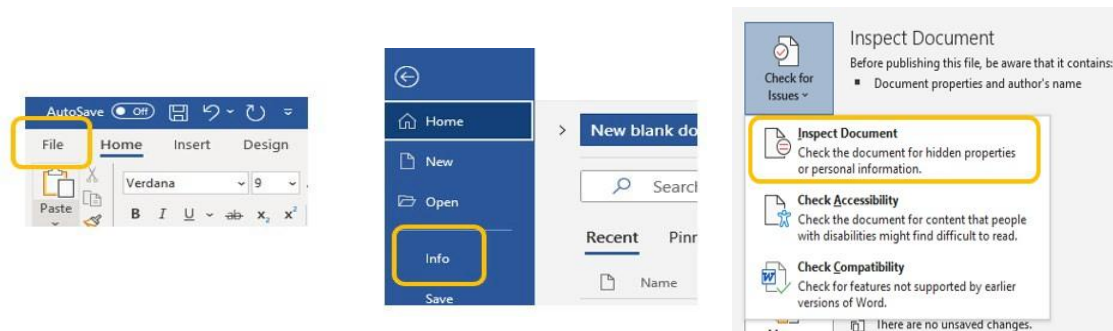 AutoSave Off
File Home Insert Design
Verdana 9
Paste B I U ab x₂ x²
Home
New
Open
Info
Save
New blank do
Search
Recent Pinn
Name
Check for
Issues
Inspect Document
Before publishing this file, be aware that it contains:
Document properties and author's name
Inspect Document
Check the document for hidden properties
or personal information.
Check Accessibility
Check the document for content that people
with disabilities might find difficult to read.
Check Compatibility
Check for features not supported by earlier
versions of Word.
There are no unsaved changes.